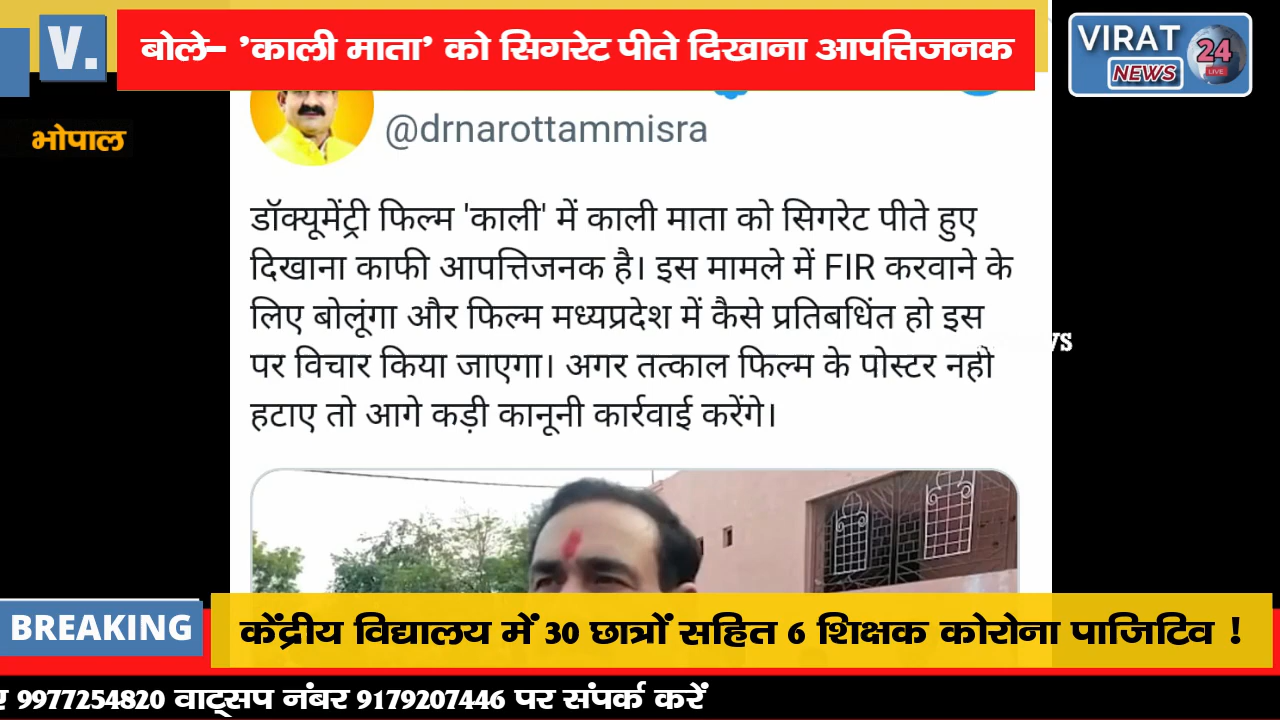 V.
बोले– 'काली माता' को सिगरेट पीते दिखाना आपत्तिजनक
VIRAT
24
NEWS
LIVE
भोपाल
@drnarottammisra
डॉक्यूमेंट्री फिल्म 'काली' में काली माता को सिगरेट पीते हुए
दिखाना काफी आपत्तिजनक है। इस मामले में FIR करवाने के
लिए बोलूंगा और फिल्म मध्यप्रदेश में कैसे प्रतिबधिंत हो इस
पर विचार किया जाएगा। अगर तत्काल फिल्म के पोस्टर नही
हटाए तो आगे कड़ी कानूनी कार्रवाई करेंगे।
BREAKING
केंद्रीय विद्यालय में 30 छात्रों सहित 6 शिक्षक कोरोना पाजिटिव !
9977254820 वाट्सप नंबर 9179207446 पर संपर्क करें